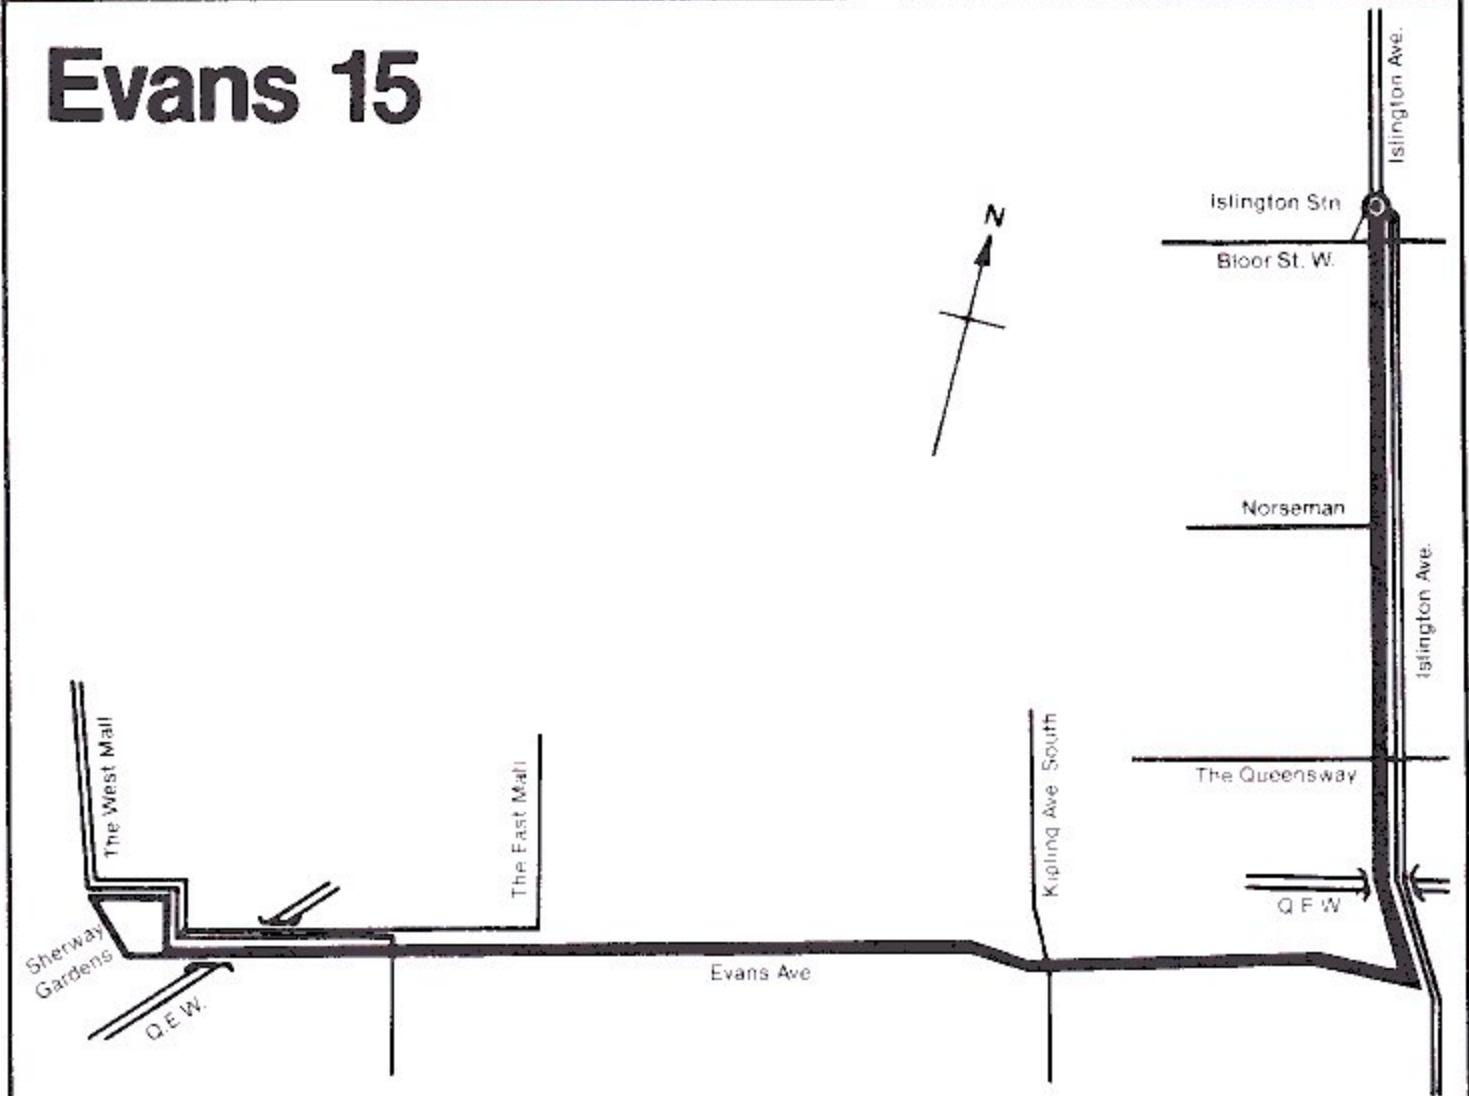 Evans 15
Islington Ave.
N
Islington Stn
Bloor St. W.
Norseman
Islington Ave.
The West Mall
The East Mall
Kipling Ave South
The Queensway
Q E W
Sherway
Gardens
Evans Ave
Q.E.W.